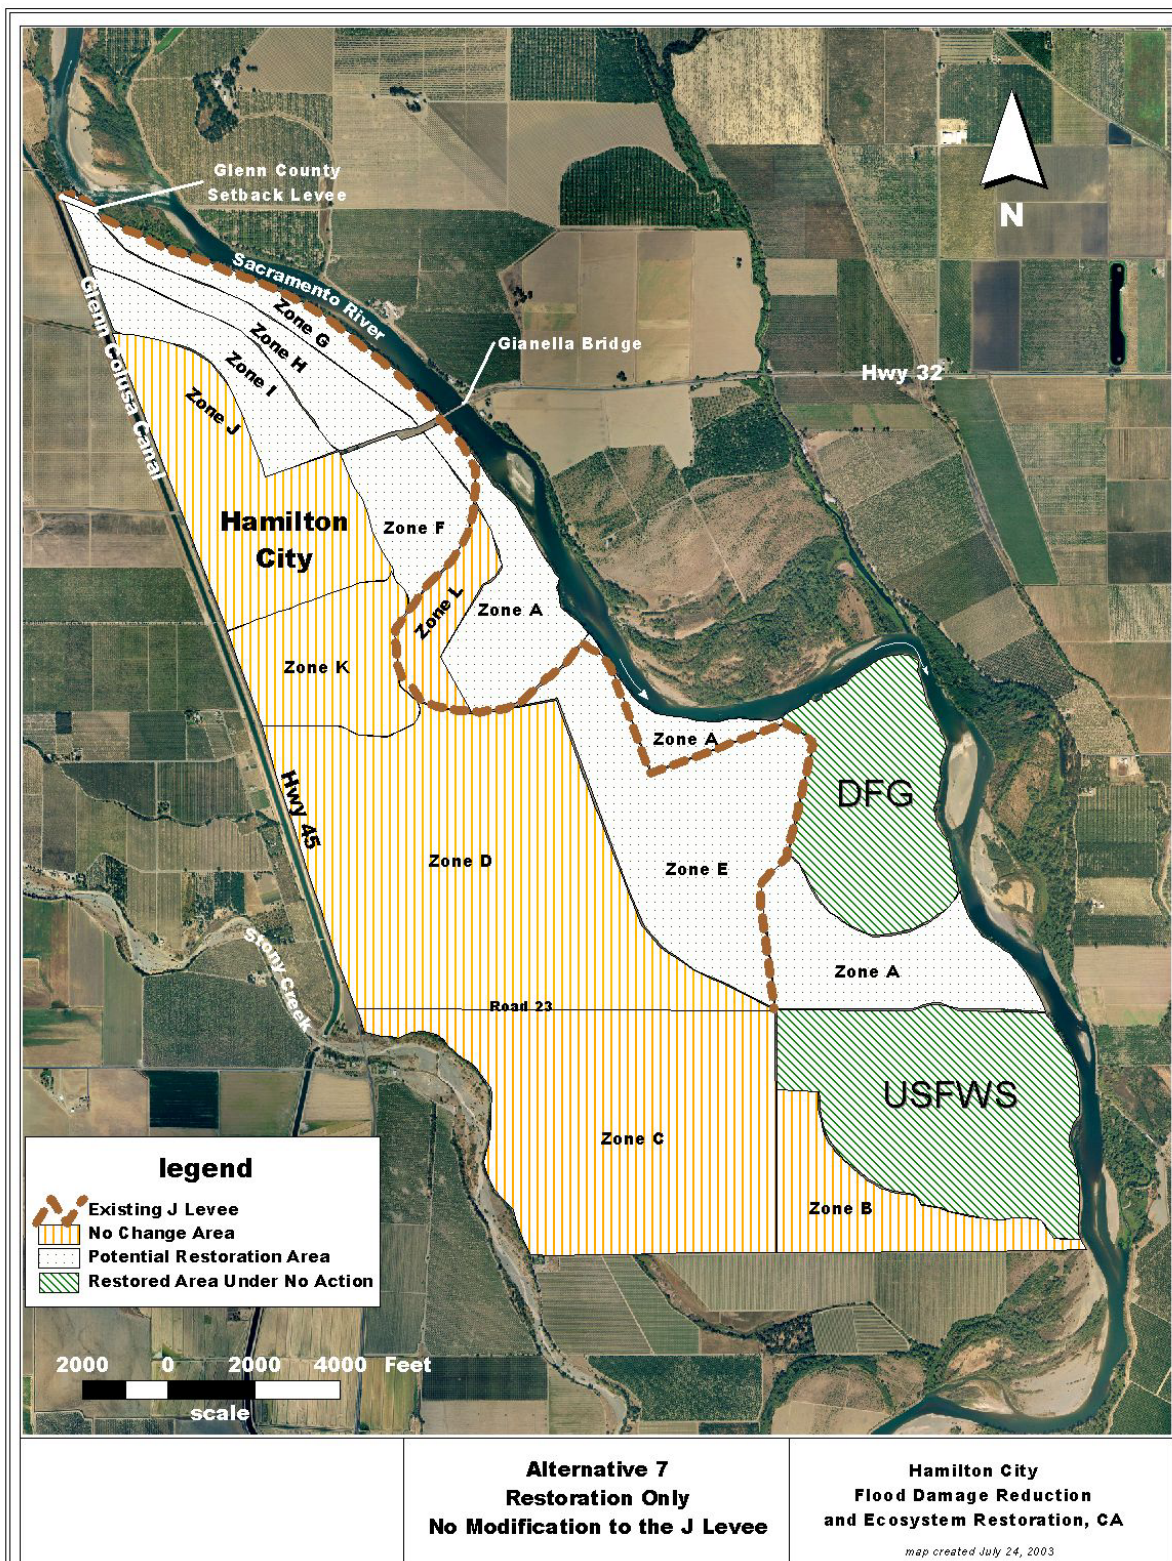 Glenn County
Setback Levee
N
Sacramento River
Zone G
Gianella Bridge
Zone H
Hwy 32
Glenn Colusa Canal
Zone I
Zone J
Hamilton
City
Zone F
Zone L
Zone A
Zone K
Zone A
DFG
Hwy 45
Zone D
Zone E
Stony Creek
Zone A
Road 23
USFWS
Zone C
Zone B
legend
Existing J Levee
No Change Area
Potential Restoration Area
Restored Area Under No Action
2000 0 2000 4000 Feet
scale
Alternative 7
Restoration Only
No Modification to the J Levee
Hamilton City
Flood Damage Reduction
and Ecosystem Restoration, CA
map created July 24, 2003